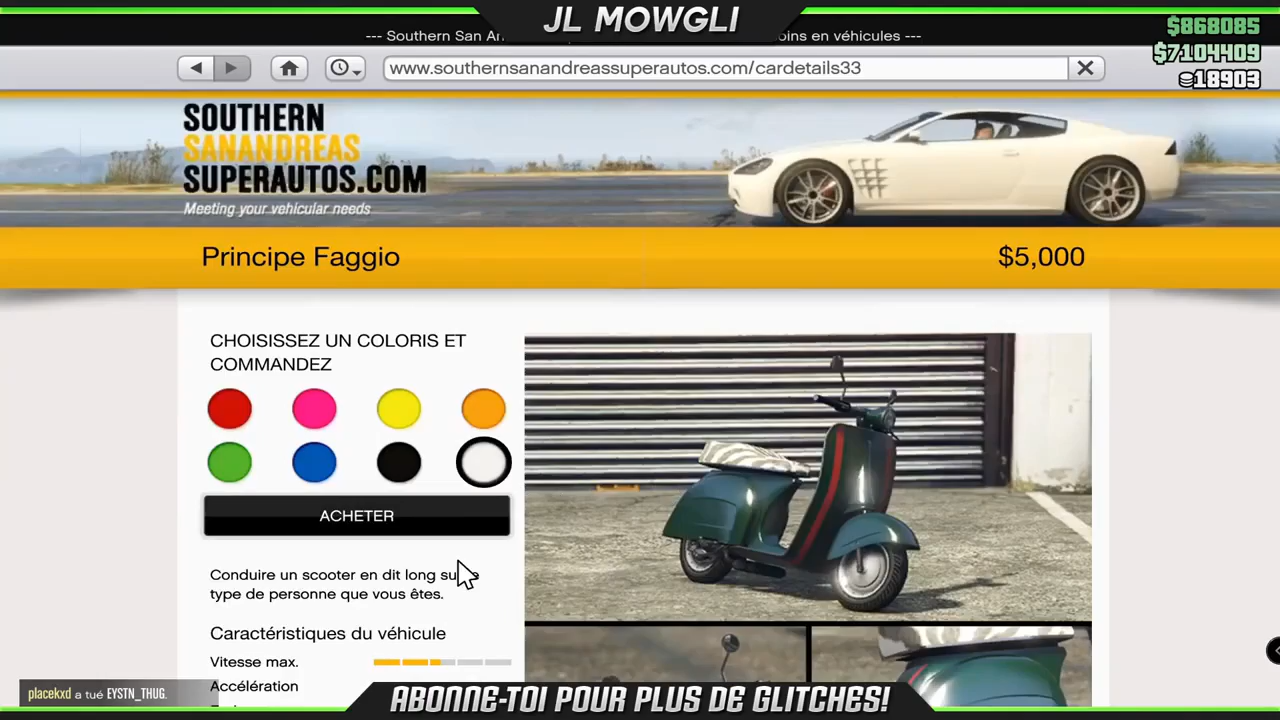 JL MOWGLI
--- Southern San An
oins en véhicules ---
$868085
$7104409
18903
www.southernsanandreassuperautos.com/cardetails33
SOUTHERN
SANANDREAS
SUPERAUTOS.COM
Meeting your vehicular needs
Principe Faggio
$5,000
CHOISISSEZ UN COLORIS ET
COMMANDEZ
ACHETER
Conduire un scooter en dit long su
type de personne que vous êtes.
Caractéristiques du véhicule
Vitesse max.
Accélération
placekxd a tué EYSTN_THUG.
ABONNE-TOI POUR PLUS DE GLITCHES!